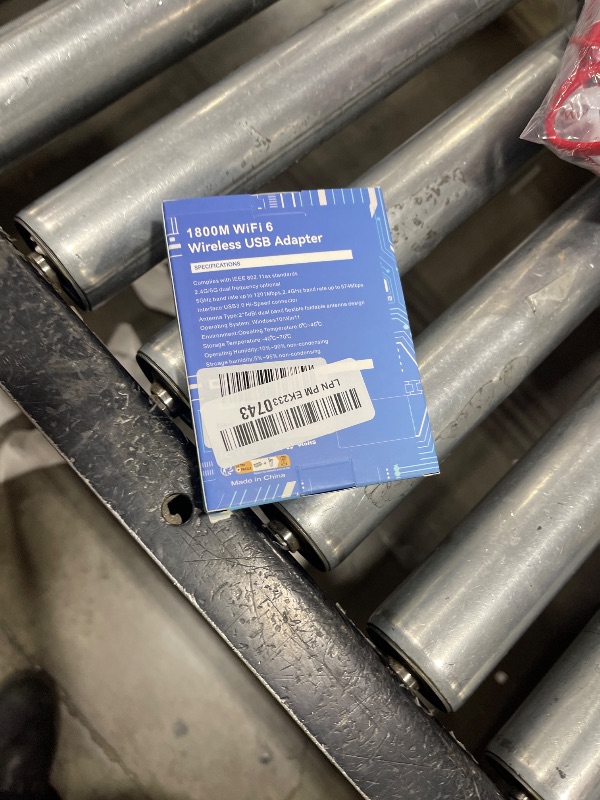 1800M WiFi 6
Wireless USB Adapter
SPECIFICATIONS
Complies with IEEE 802.11ax standards
2.4G/5G dual frequency optional
5GHz band rate up to 1201Mbps,2.4GHz band rate up to 574Mbps
Interface:USB3.0 Hi-Speed connector
Antenna Type:2*5dBi dual band flexible foldable antenna design
Operating System: Windows10/Win11
Environment:Operating Temperature:0℃~40℃
Storage Temperature:-40℃~70℃
Operating Humidity:10%~90% non-condensing
Storage humidity:5%~95% non-condensing
LPN PM EK2330743
RoHS
Made in China